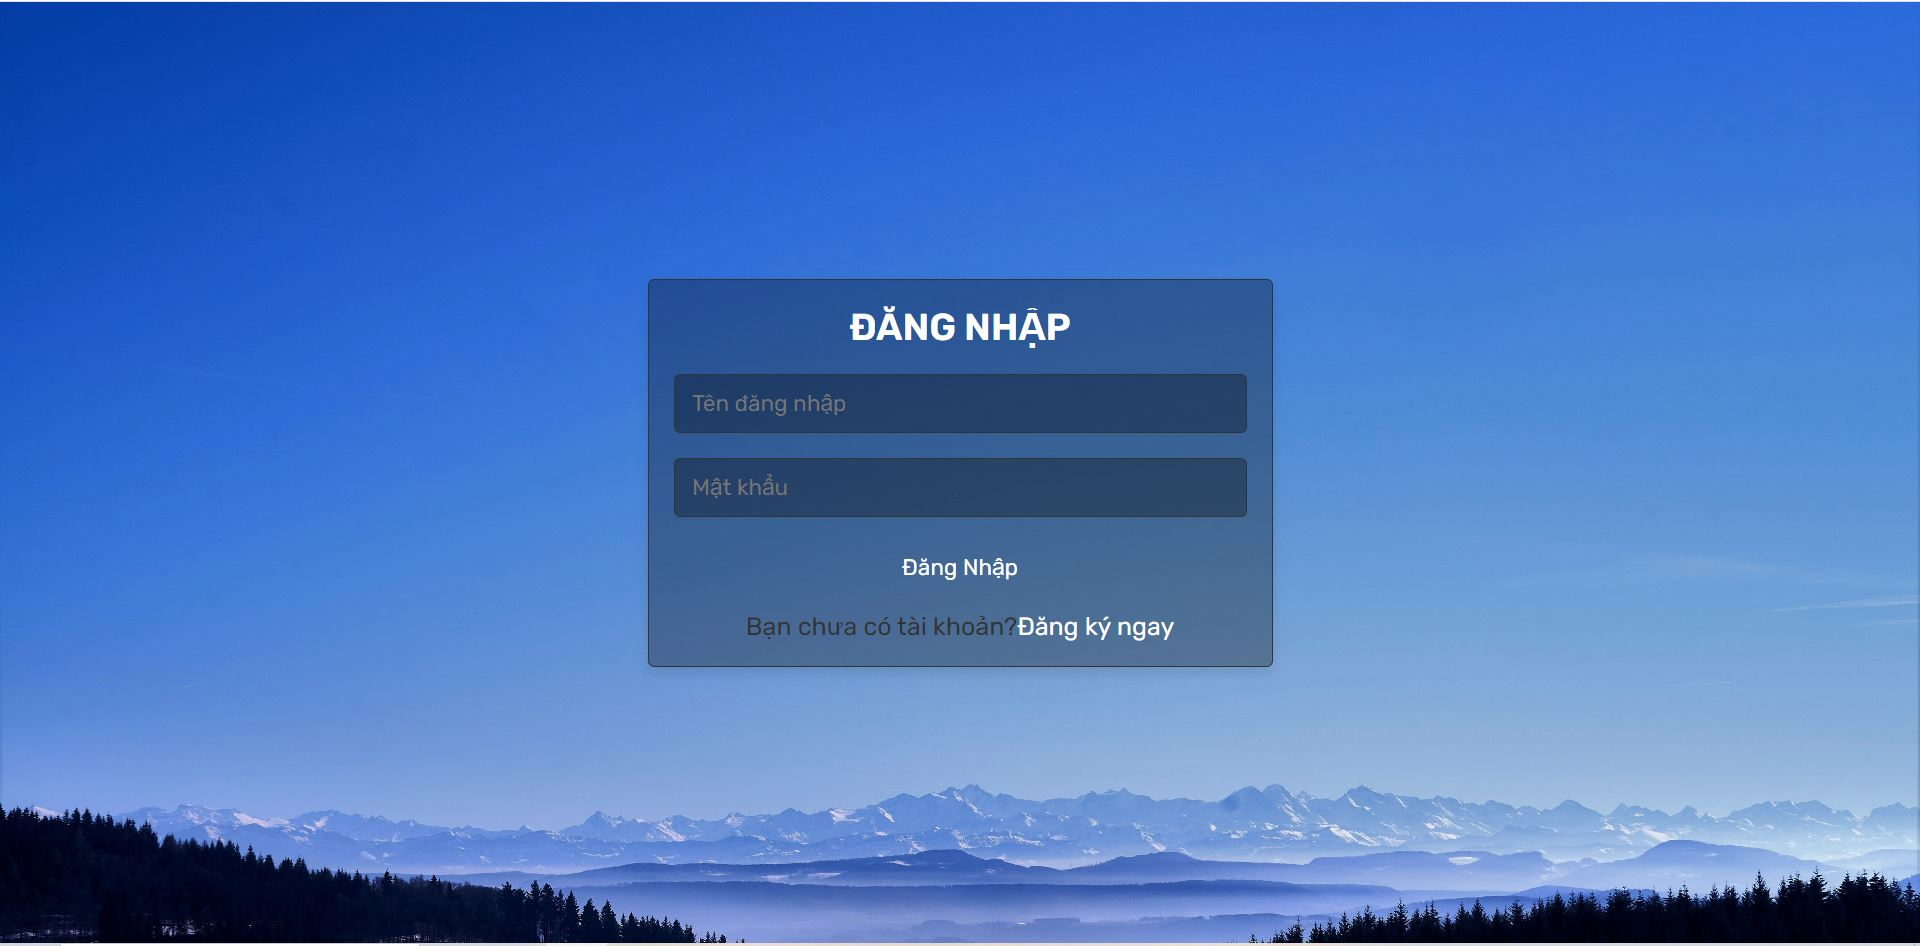 ĐĂNG NHẬP
Tên đăng nhập
Mật khẩu
Đăng Nhập
Bạn chưa có tài khoản?Đăng ký ngay